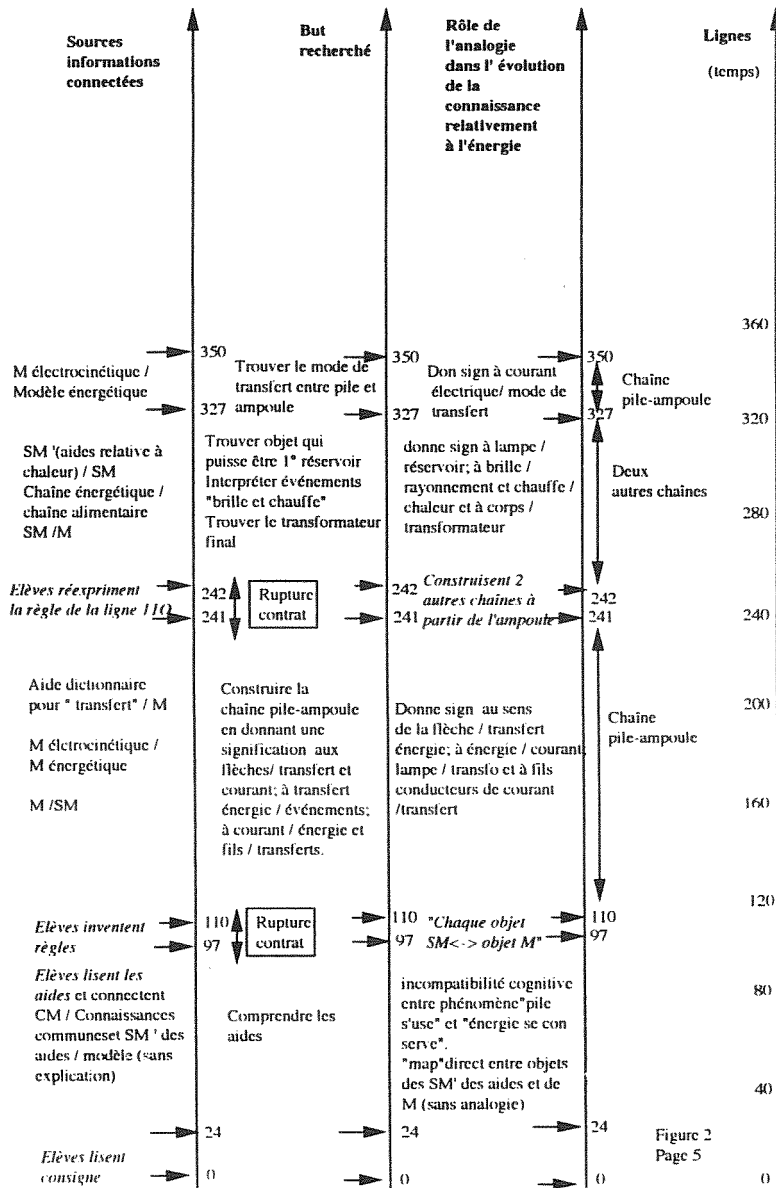 Sources
informations
connectées
But
recherché
Rôle de
l'analogie
dans l' évolution
de la
connaissance
relativement
à l'énergie
Lignes
(temps)
360
350
350
350
M électrocinétique /
Modèle énergétique
Trouver le mode de
transfert entre pile et
ampoule
Don sign à courant
électrique/ mode de
transfert
Chaîne
pile-ampoule
327
327
327
320
SM '(aides relative à
chaleur) / SM
Chaîne énergétique /
chaîne alimentaire
SM /M
Trouver objet qui
puisse être 1° réservoir
Interpréter événements
"brille et chauffe"
Trouver le transformateur
final
donne sign à lampe /
réservoir; à brille /
rayonnement et chauffe /
chaleur et à corps /
transformateur
Deux
autres chaînes
280
Elèves réexpriment
la règle de la ligne 110
242
241
Rupture
contrat
242
241
Construisent 2
autres chaînes à
partir de l'ampoule
242
241
240
Aide dictionnaire
pour " transfert" / M
M élctrocinétique /
M énergétique
M /SM
Construire la
chaîne pile-ampoule
en donnant une
signification aux
flèches/ transfert et
courant; à transfert
énergie / événements;
à courant / énergie et
fils / transferts.
Donne sign au sens
de la flèche / transfert
énergie; à énergie / courant,
lampe / transfo et à fils
conducteurs de courant
/transfert
Chaîne
pile-ampoule
200
160
120
Elèves inventent
règles
110
97
Rupture
contrat
110
97
"Chaque objet
SM<-> objet M"
110
97
Elèves lisent les
aides et connectent
CM / Connaissances
communeset SM ' des
aides / modèle (sans
explication)
Comprendre les
aides
incompatibilité cognitive
entre phénomène"pile
s'use" et "énergie se con
serve".
"map"direct entre objets
des SM' des aides et de
M (sans analogie)
80
40
24
24
24
Figure 2
Page 5
Elèves lisent
consigne
0
0
0
0